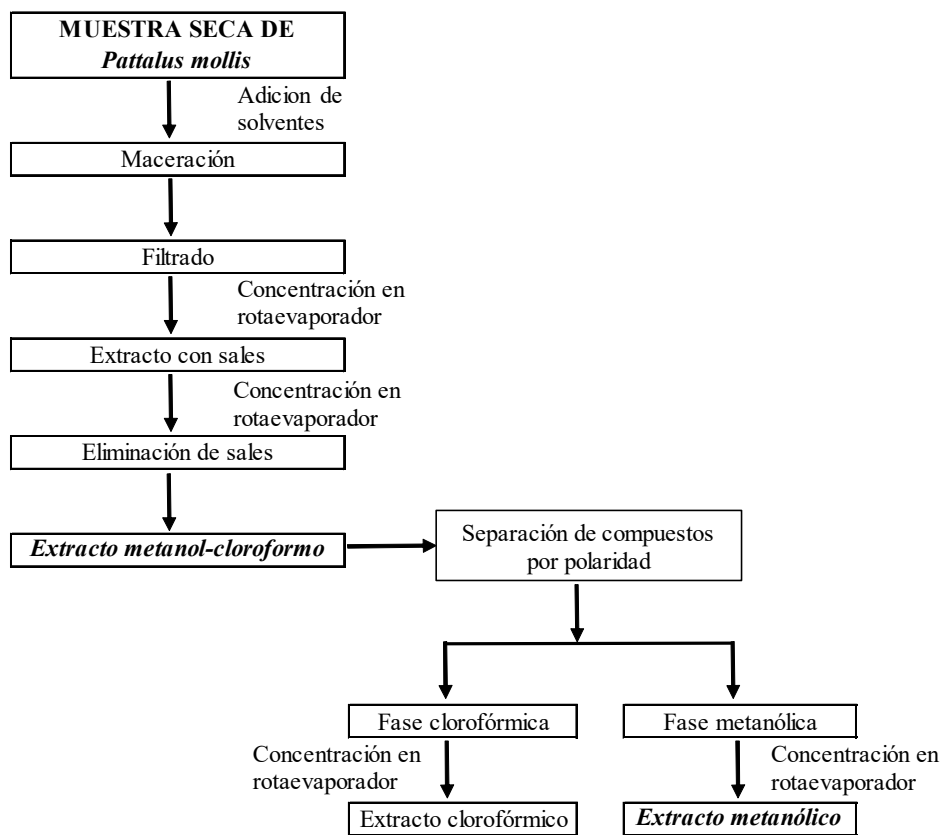 MUESTRA SECA DE
Pattalus mollis
Adicion de
solventes
Maceración
Filtrado
Concentración en
rotaevaporador
Extracto con sales
Concentración en
rotaevaporador
Eliminación de sales
Extracto metanol-cloroformo
Separación de compuestos
por polaridad
Fase clorofórmica
Fase metanólica
Concentración en
rotaevaporador
Concentración en
rotaevaporador
Extracto clorofórmico
Extracto metanólico